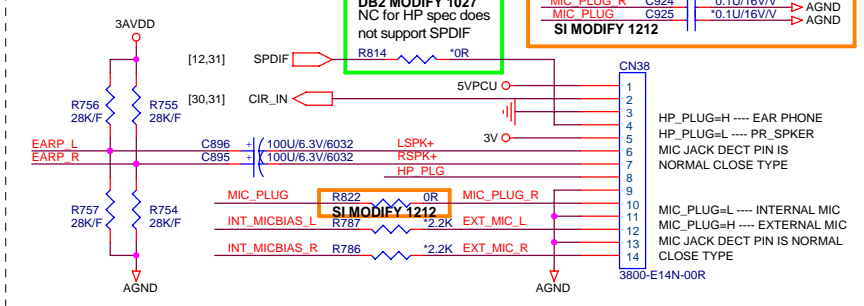 DB2 MODIFY 1027
NC for HP spec does
not support SPDIF
MIC_PLUG_R C924 0.1U/16V/V AGND
MIC_PLUG C925 *0.1U/16V/V AGND
SI MODIFY 1212
3AVDD
[12,31] SPDIF R814 *0R
CN38
5VPCU 1
[30,31] CIR_IN 2
3
4
3V 5
R756 28K/F
R755 28K/F
HP_PLUG=H ---- EAR PHONE
HP_PLUG=L ---- PR_SPKER
MIC JACK DECT PIN IS
NORMAL CLOSE TYPE
EARP_L C896 + 100U/6.3V/6032 LSPK+ 6
EARP_R C895 + 100U/6.3V/6032 RSPK+ 7
HP_PLG 8
9
MIC_PLUG R822 0R MIC_PLUG_R 10
SI MODIFY 1212
11
INT_MICBIAS_L R787 *2.2K EXT_MIC_L 12
13
INT_MICBIAS_R R786 *2.2K EXT_MIC_R 14
R757 28K/F
R754 28K/F
MIC_PLUG=L ---- INTERNAL MIC
MIC_PLUG=H ---- EXTERNAL MIC
MIC JACK DECT PIN IS NORMAL
CLOSE TYPE
3800-E14N-00R
AGND
AGND